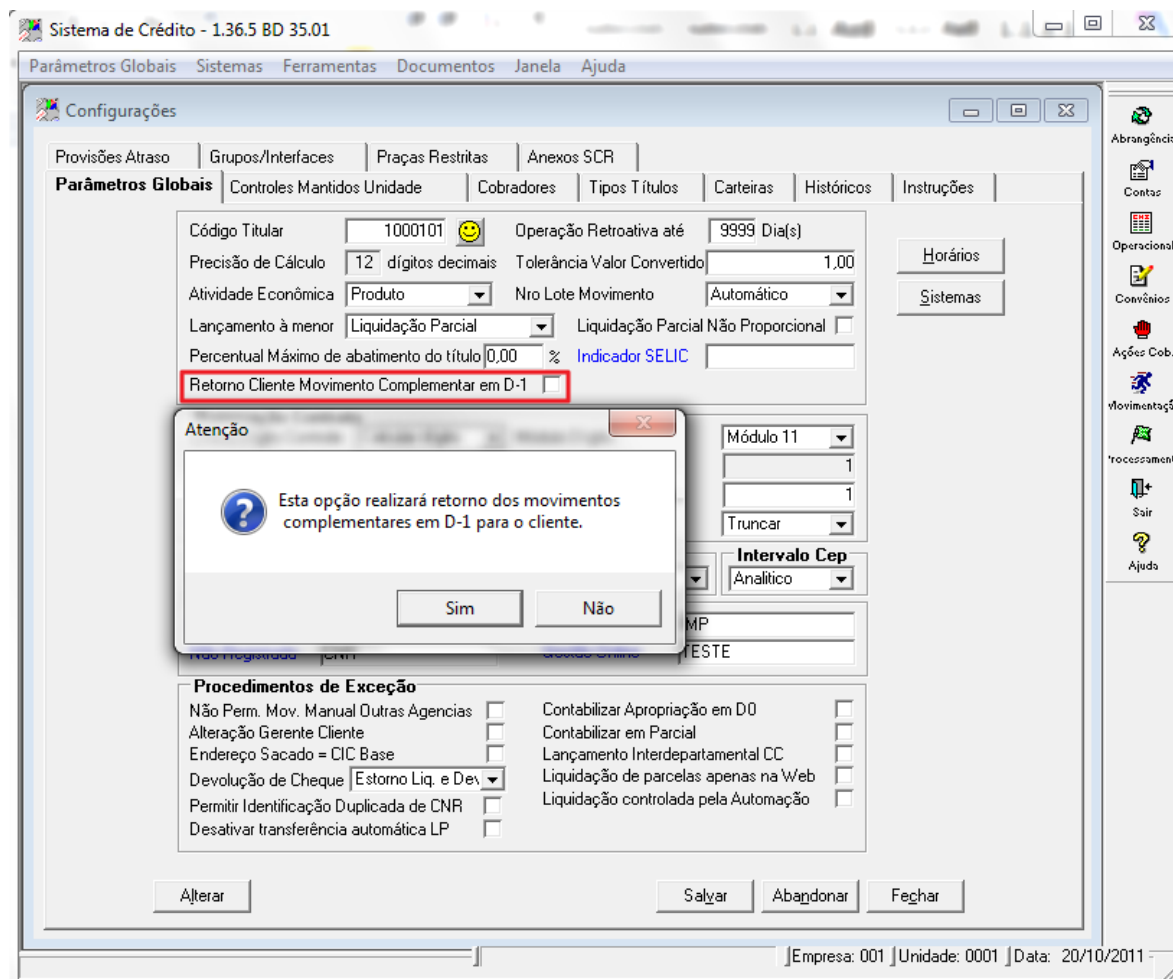 Sistema de Crédito - 1.36.5 BD 35.01
Parâmetros Globais Sistemas Ferramentas Documentos Janela Ajuda
Configurações
Provisões Atraso Grupos/Interfaces Praças Restritas Anexos SCR
Parâmetros Globais Controles Mantidos Unidade Cobradores Tipos Títulos Carteiras Históricos Instruções
Código Titular 1000101 Operação Retroativa até 9999 Dia(s)
Horários
Precisão de Cálculo 12 dígitos decimais Tolerância Valor Convertido 1,00
Atividade Econômica Produto Nro Lote Movimento Automático
Sistemas
Lançamento à menor Liquidação Parcial Liquidação Parcial Não Proporcional
Percentual Máximo de abatimento do título 0,00 % Indicador SELIC
Retorno Cliente Movimento Complementar em D-1
Atenção
Módulo 11
1
1
Truncar
Esta opção realizará retorno dos movimentos
complementares em D-1 para o cliente.
Sim Não
Intervalo Cep
Analitico
MP
TESTE
Procedimentos de Exceção
Não Perm. Mov. Manual Outras Agencias Contabilizar Apropriação em D0
Alteração Gerente Cliente Contabilizar em Parcial
Endereço Sacado = CIC Base Lançamento Interdepartamental CC
Devolução de Cheque Estorno Liq. e Dev Liquidação de parcelas apenas na Web
Permitir Identificação Duplicada de CNR Liquidação controlada pela Automação
Desativar transferência automática LP
Alterar Salvar Abandonar Fechar
Abrangência
Contas
Operacional
Convênios
Ações Cob.
Movimentaçã
Processament
Sair
Ajuda
Empresa: 001 Unidade: 0001 Data: 20/10/2011 -